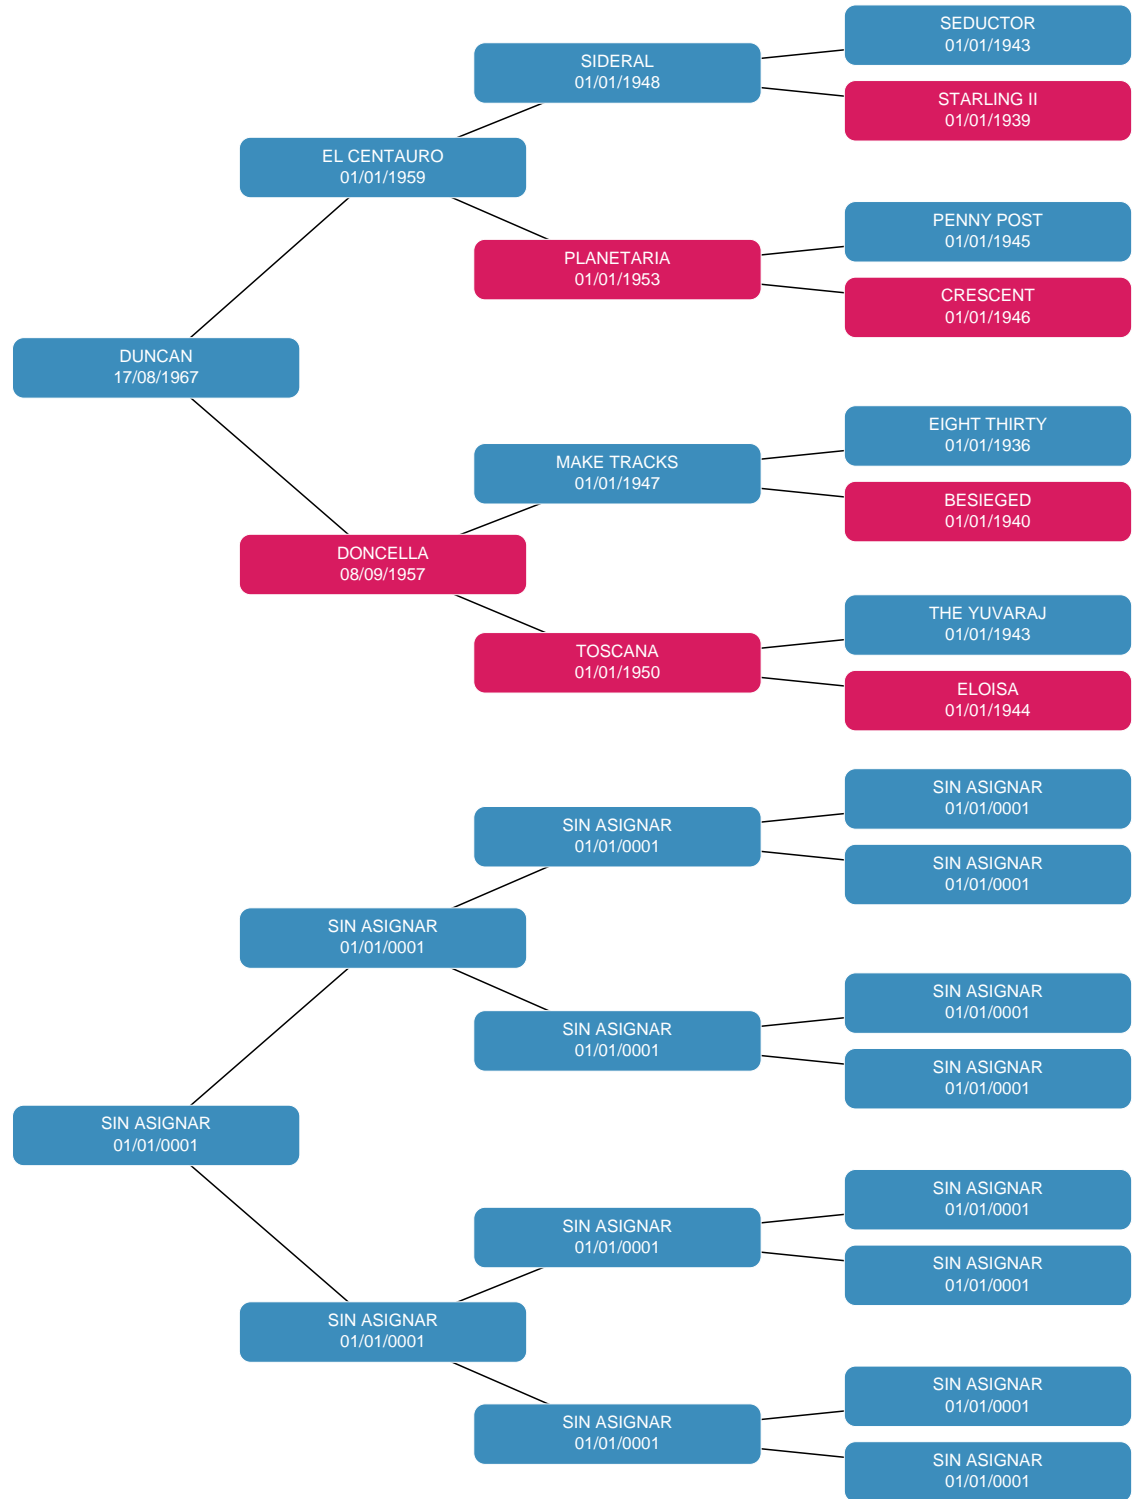 SEDUCTOR
01/01/1943
SIDERAL
01/01/1948
STARLING II
01/01/1939
EL CENTAURO
01/01/1959
PENNY POST
01/01/1945
PLANETARIA
01/01/1953
CRESCENT
01/01/1946
DUNCAN
17/08/1967
EIGHT THIRTY
01/01/1936
MAKE TRACKS
01/01/1947
BESIEGED
01/01/1940
DONCELLA
08/09/1957
THE YUVARAJ
01/01/1943
TOSCANA
01/01/1950
ELOISA
01/01/1944
SIN ASIGNAR
01/01/0001
SIN ASIGNAR
01/01/0001
SIN ASIGNAR
01/01/0001
SIN ASIGNAR
01/01/0001
SIN ASIGNAR
01/01/0001
SIN ASIGNAR
01/01/0001
SIN ASIGNAR
01/01/0001
SIN ASIGNAR
01/01/0001
SIN ASIGNAR
01/01/0001
SIN ASIGNAR
01/01/0001
SIN ASIGNAR
01/01/0001
SIN ASIGNAR
01/01/0001
SIN ASIGNAR
01/01/0001
SIN ASIGNAR
01/01/0001
SIN ASIGNAR
01/01/0001